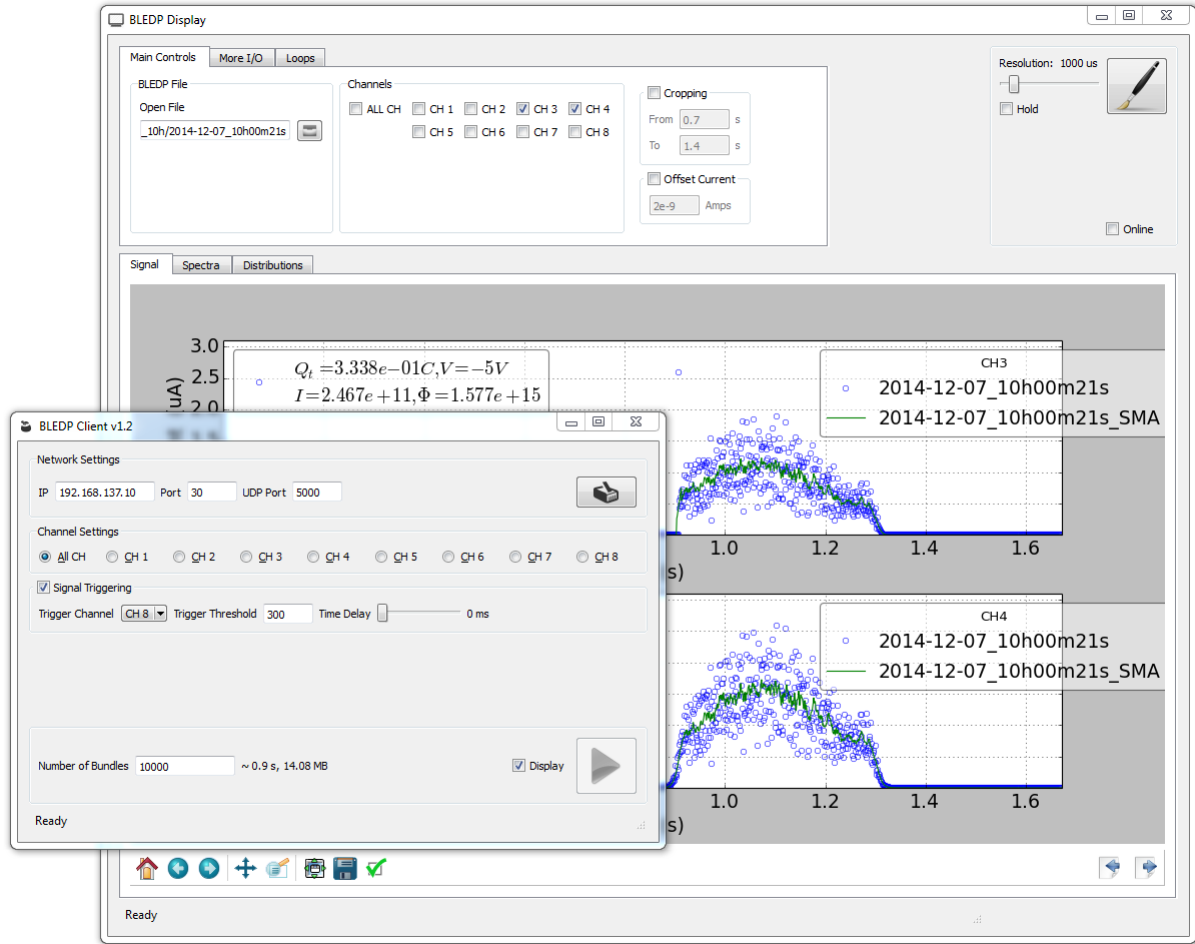 BLEDP Display
Main Controls More I/O Loops
BLEDP File
Open File
_10h/2014-12-07_10h00m21s
Channels
ALL CH CH 1 CH 2 CH 3 CH 4
CH 5 CH 6 CH 7 CH 8
Cropping
From 0.7 s
To 1.4 s
Offset Current
2e-9 Amps
Resolution: 1000 us
Hold
Online
Signal Spectra Distributions
3.0
2.5
2.0
uA)
Q_t=3.338e−01C,V=−5V
I=2.467e+11,Φ=1.577e+15
CH3
2014-12-07_10h00m21s
2014-12-07_10h00m21s_SMA
1.0 1.2 1.4 1.6
s)
CH4
2014-12-07_10h00m21s
2014-12-07_10h00m21s_SMA
1.0 1.2 1.4 1.6
s)
BLEDP Client v1.2
Network Settings
IP 192.168.137.10 Port 30 UDP Port 5000
Channel Settings
All CH CH 1 CH 2 CH 3 CH 4 CH 5 CH 6 CH 7 CH 8
Signal Triggering
Trigger Channel CH 8 Trigger Threshold 300 Time Delay 0 ms
Number of Bundles 10000 ~ 0.9 s, 14.08 MB Display
Ready
Ready